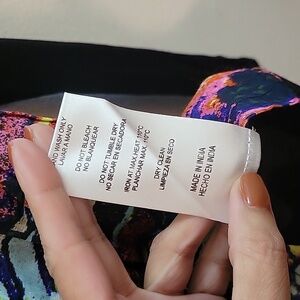 HAND WASH ONLY
LAVAR A MANO
DO NOT BLEACH
NO BLANQUEAR
DO NOT TUMBLE DRY
NO SECAR EN SECADORA
IRON AT MAX.HEAT 110°C
PLANCHAR MAX. 110°C
DRY CLEAN
LIMPIEZA EN SECO
MADE IN INDIA
HECHO EN INDIA